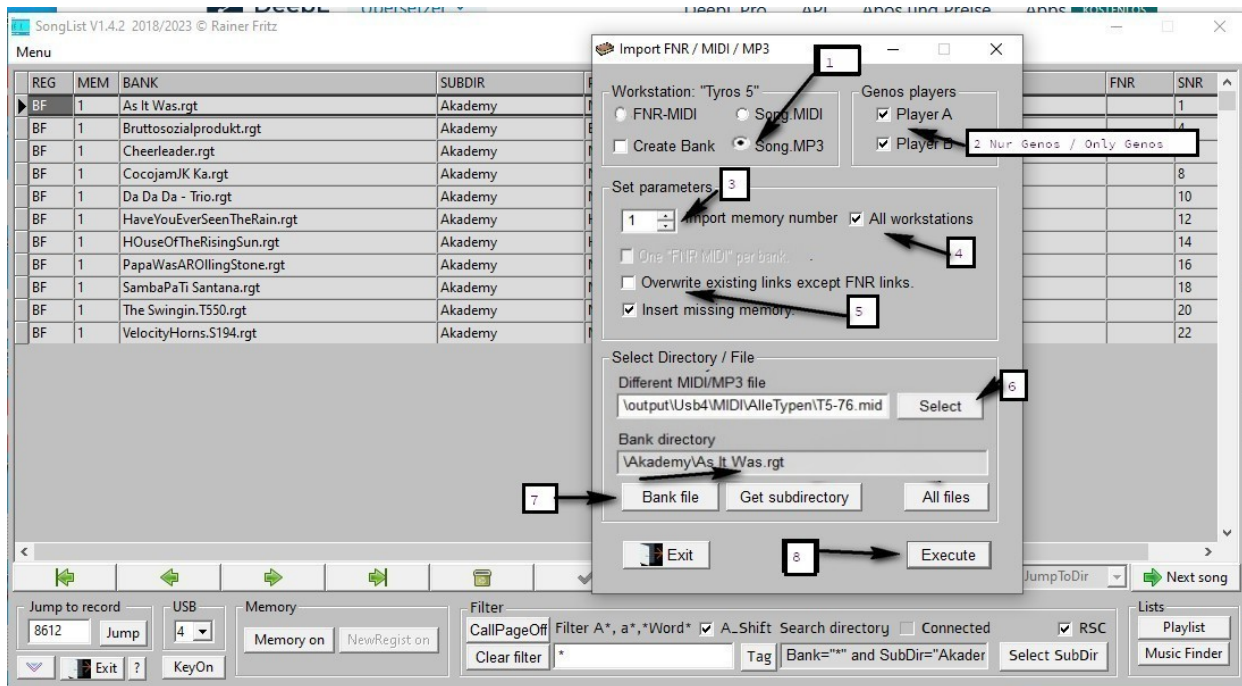 DeepL Übersetzer DeepL Pro API Apps und Preise Apps KOSTENLOS
SongList V1.4.2 2018/2023 © Rainer Fritz
Menu
REG MEM BANK SUBDIR FNR SNR
BF 1 As It Was.rgt Akademy 1
BF 1 Bruttosozialprodukt.rgt Akademy 4
BF 1 Cheerleader.rgt Akademy
BF 1 CocojamJK Ka.rgt Akademy 8
BF 1 Da Da Da - Trio.rgt Akademy 10
BF 1 HaveYouEverSeenTheRain.rgt Akademy 12
BF 1 HOuseOfTheRisingSun.rgt Akademy 14
BF 1 PapaWasAROllingStone.rgt Akademy 16
BF 1 SambaPaTi Santana.rgt Akademy 18
BF 1 The Swingin.T550.rgt Akademy 20
BF 1 VelocityHorns.S194.rgt Akademy 22
Import FNR / MIDI / MP3
1
Workstation: "Tyros 5"
Genos players
FNR-MIDI Song.MIDI
Player A
Create Bank Song.MP3
Player B
2 Nur Genos / Only Genos
Set parameters
3
1 Import memory number All workstations
4
One "FNR MIDI" per bank.
Overwrite existing links except FNR links.
5
Insert missing memory.
Select Directory / File
Different MIDI/MP3 file
6
\output\Usb4\MIDI\AlleTypen\T5-76.mid Select
Bank directory
\Akademy\As It Was.rgt
7
Bank file Get subdirectory All files
Exit
8
Execute
JumpToDir Next song
Jump to record USB Memory Filter Lists
8612 Jump 4 Memory on NewRegist on CallPageOff Filter A*, a*,*Word* A_Shift Search directory Connected RSC Playlist
Exit ? KeyOn Clear filter * Tag Bank="*" and SubDir="Akader Select SubDir Music Finder